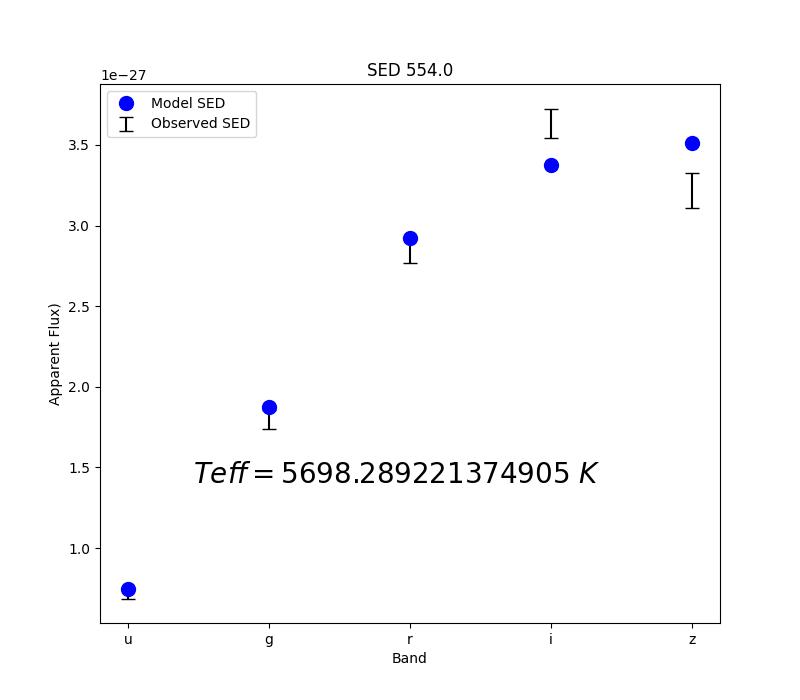 SED 554.0
1e−27
Model SED
Observed SED
3.5
3.0
2.5
2.0
1.5
1.0
Apparent Flux)
Teff = 5698.289221374905 K
u g r i z
Band